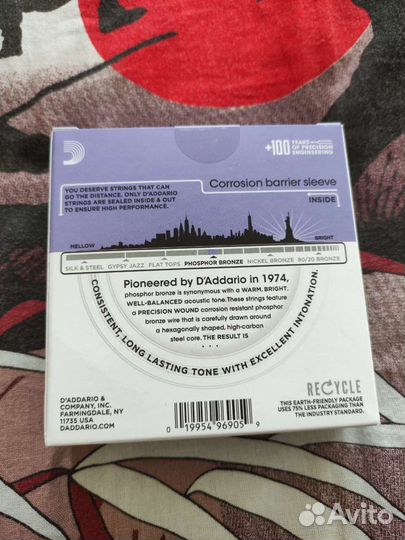 +100 YEARS
OF PRECISION
ENGINEERING
YOU DESERVE STRINGS THAT CAN
GO THE DISTANCE. ONLY D'ADDARIO
STRINGS ARE SEALED INSIDE & OUT
TO ENSURE HIGH PERFORMANCE.
Corrosion barrier sleeve
INSIDE
MELLOW
BRIGHT
SILK & STEEL GYPSY JAZZ FLAT TOPS PHOSPHOR BRONZE NICKEL BRONZE 80/20 BRONZE
Pioneered by D'Addario in 1974,
phosphor bronze is synonymous with a WARM, BRIGHT,
WELL-BALANCED acoustic tone. These strings feature
a PRECISION WOUND corrosion resistant phosphor
bronze wire that is carefully drawn around
a hexagonally shaped, high-carbon
steel core. THE RESULT IS . . .
CONSISTENT, LONG LASTING TONE WITH EXCELLENT INTONATION.
D'ADDARIO &
COMPANY, INC.
FARMINGDALE, NY
11735 USA
DADDARIO.COM
0 19954 96905 9
RECYCLE
THIS EARTH-FRIENDLY PACKAGE
USES 75% LESS PACKAGING THAN
THE INDUSTRY STANDARD.
Avito